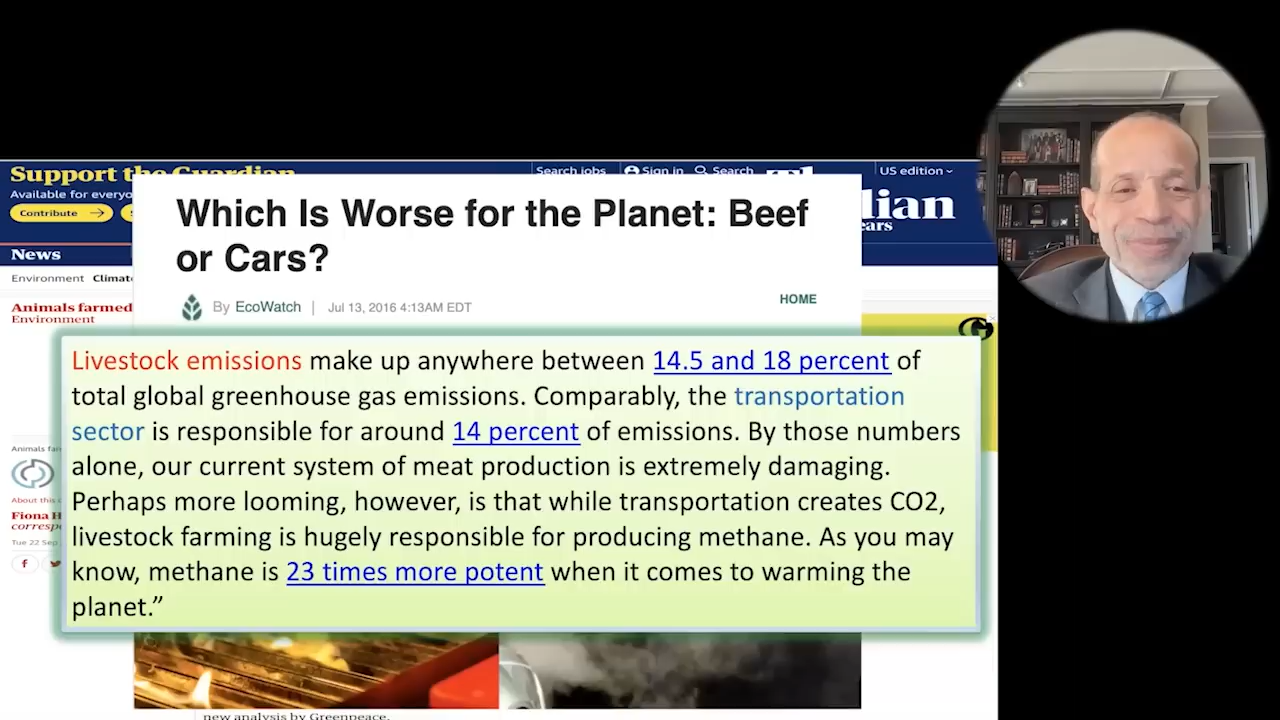 Support the Guardian
Available for everyo
Contribute
Search jobs
Sign in
Search
US edition
dian
ears
News
Environment Climat
Animals farmed
Environment
Which Is Worse for the Planet: Beef
or Cars?
By EcoWatch | Jul 13, 2016 4:13AM EDT
HOME
Livestock emissions make up anywhere between 14.5 and 18 percent of
total global greenhouse gas emissions. Comparably, the transportation
sector is responsible for around 14 percent of emissions. By those numbers
alone, our current system of meat production is extremely damaging.
Perhaps more looming, however, is that while transportation creates CO2,
livestock farming is hugely responsible for producing methane. As you may
know, methane is 23 times more potent when it comes to warming the
planet.”
Animals far
About this
Fiona H
corresp
Tue 22 Sep
new analysis by Greenpeace.